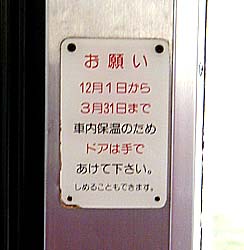 お願い
12月1日から
3月31日まで
車内保温のため
ドアは手で
あけて下さい。
しめることもできます。